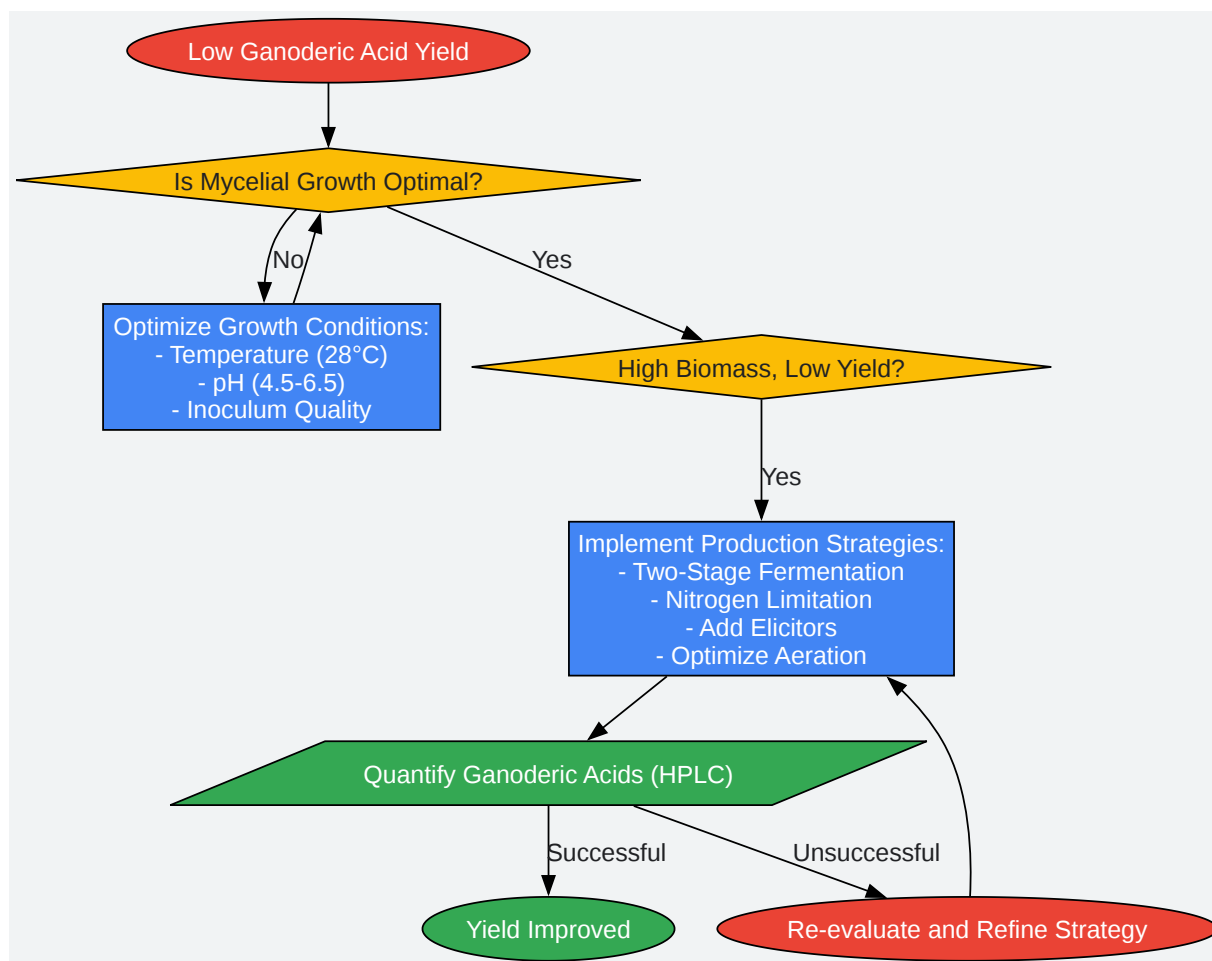 Low Ganoderic Acid Yield
Is Mycelial Growth Optimal?
No
Yes
Optimize Growth Conditions:
- Temperature (28°C)
- pH (4.5-6.5)
- Inoculum Quality
High Biomass, Low Yield?
Yes
Implement Production Strategies:
- Two-Stage Fermentation
- Nitrogen Limitation
- Add Elicitors
- Optimize Aeration
Quantify Ganoderic Acids (HPLC)
Successful
Unsuccessful
Yield Improved
Re-evaluate and Refine Strategy